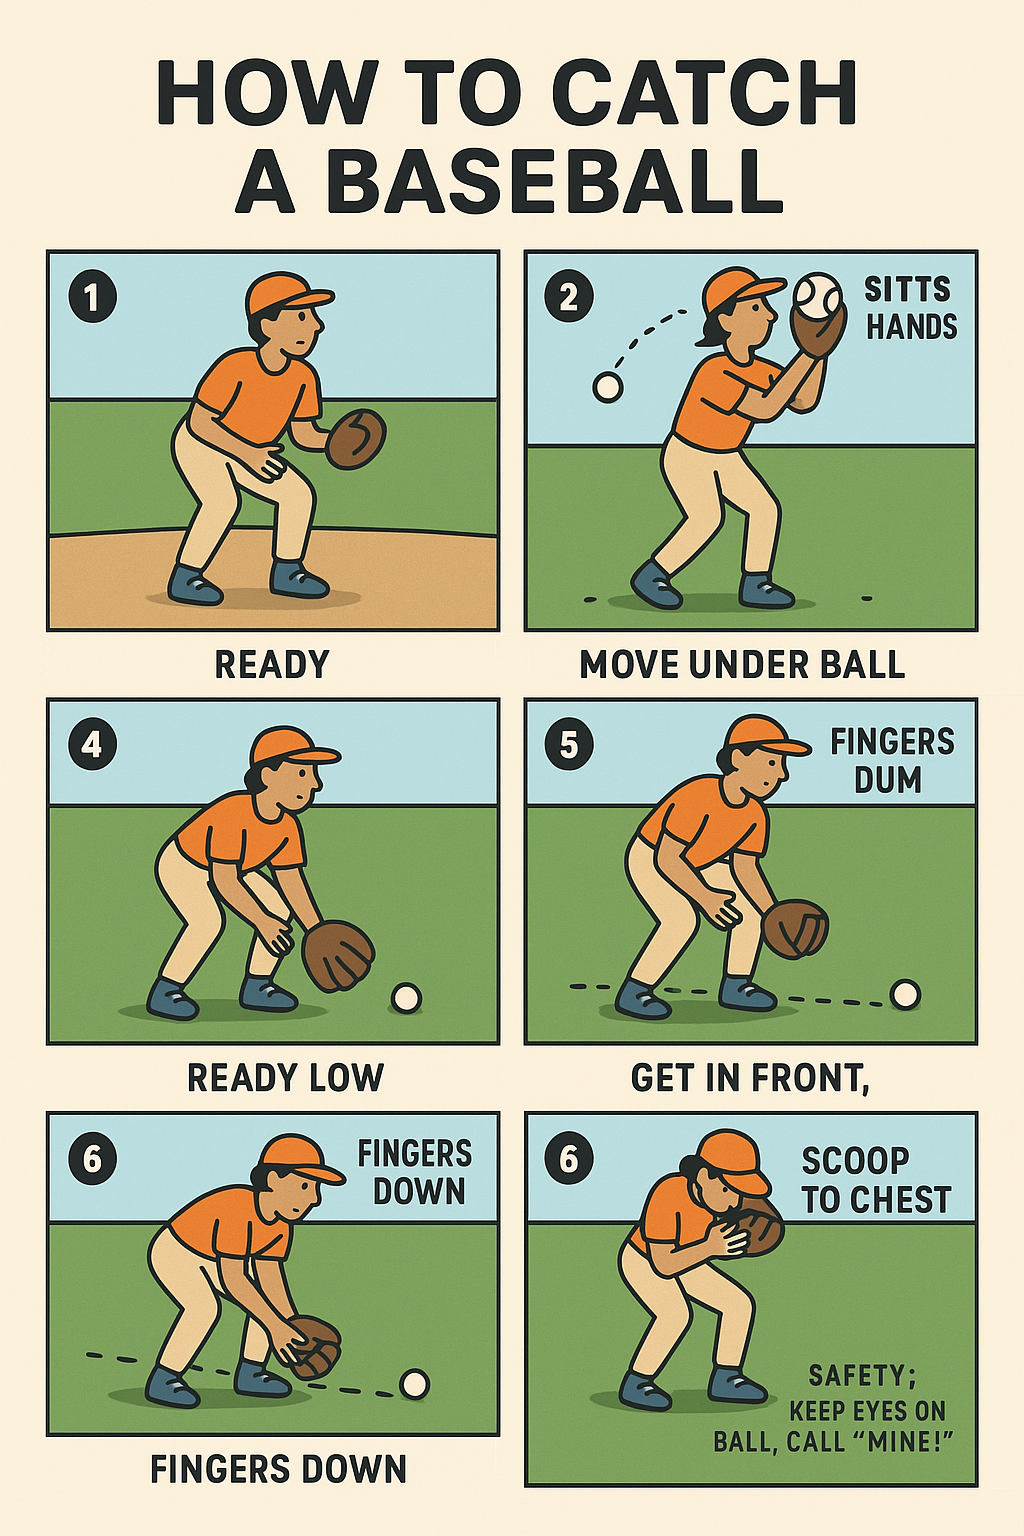 HOW TO CATCH
A BASEBALL
1
READY
2
SITTS
HANDS
MOVE UNDER BALL
4
READY LOW
5
FINGERS
DUM
GET IN FRONT,
6
FINGERS
DOWN
FINGERS DOWN
6
SCOOP
TO CHEST
SAFETY;
KEEP EYES ON
BALL, CALL “MINE!”